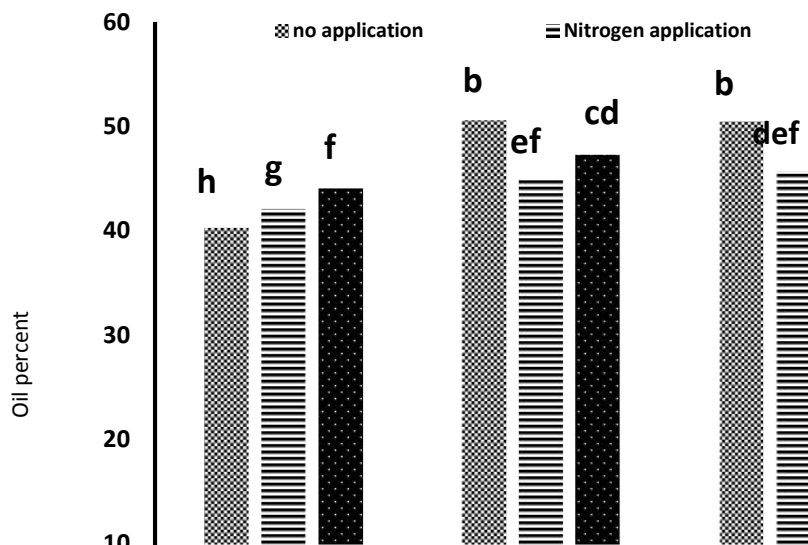 60
no application
Nitrogen application
b
b
50
cd
ef
def
f
g
h
40
30
Oil percent
20
10